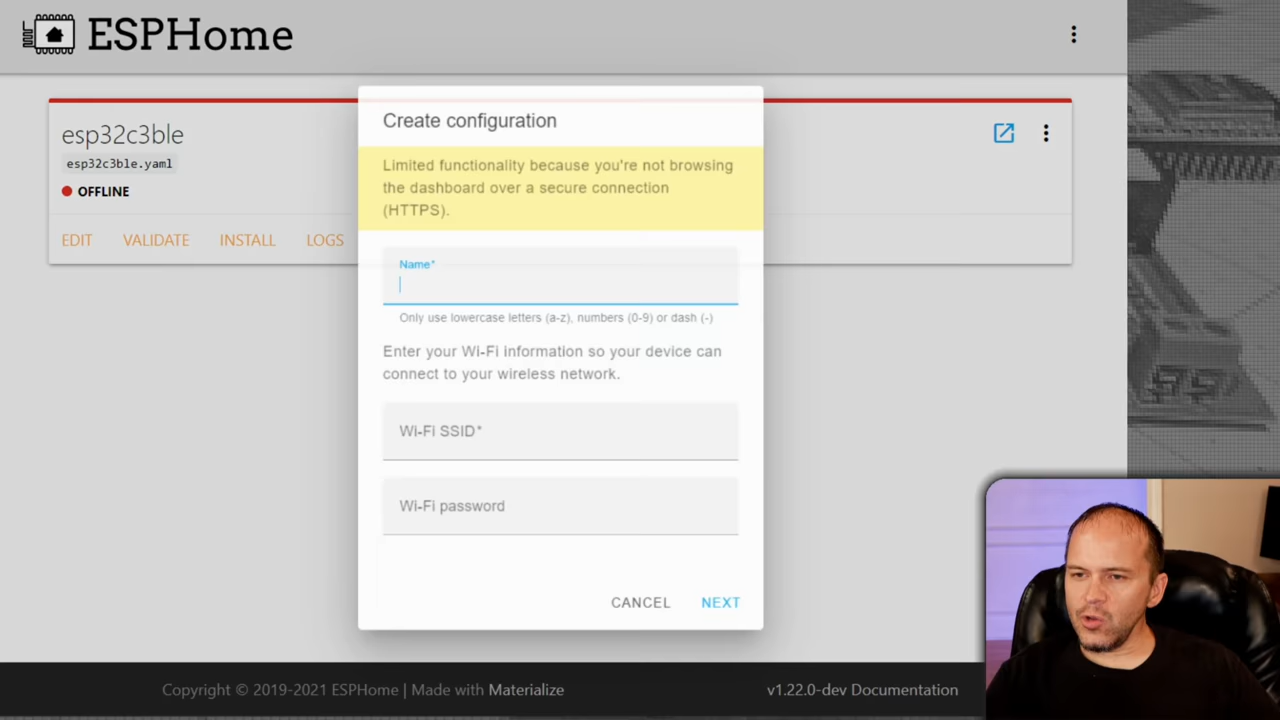 ESPHome
esp32c3ble
esp32c3ble.yaml
OFFLINE
EDIT VALIDATE INSTALL LOGS
Create configuration
Limited functionality because you're not browsing
the dashboard over a secure connection
(HTTPS).
Name*
Only use lowercase letters (a-z), numbers (0-9) or dash (-)
Enter your Wi-Fi information so your device can
connect to your wireless network.
Wi-Fi SSID*
Wi-Fi password
CANCEL NEXT
Copyright © 2019-2021 ESPHome | Made with Materialize
v1.22.0-dev Documentation